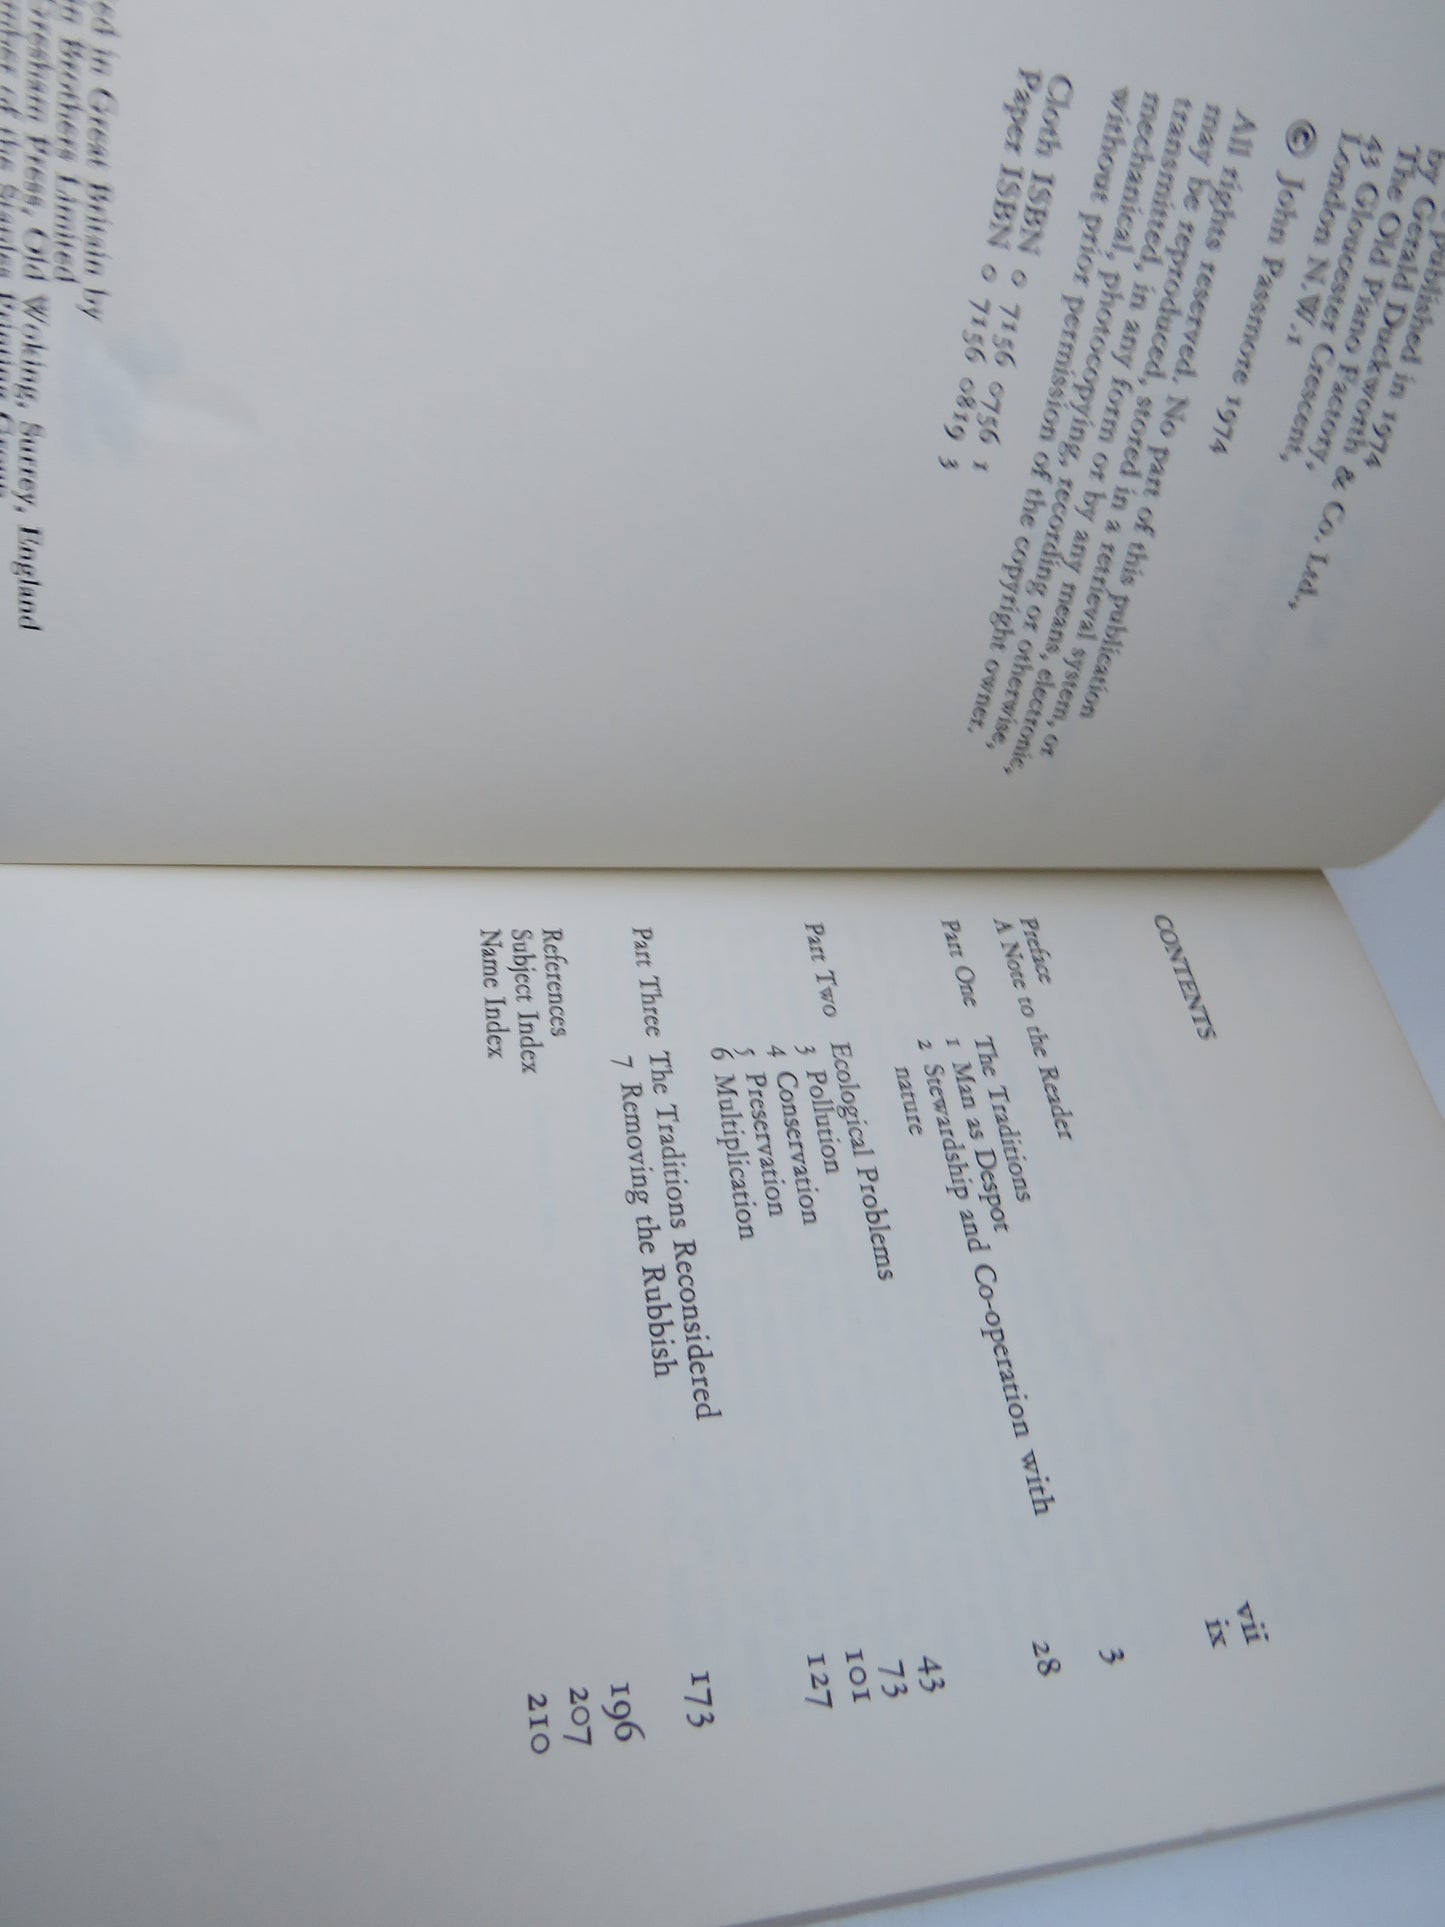 Published in 1974
by Gerald Duckworth & Co. Ltd.,
The Old Piano Factory,
43 Gloucester Crescent,
London N.W.1
© John Passmore 1974
All rights reserved. No part of this publication
may be reproduced, stored in a retrieval system, or
transmitted, in any form or by any means, electronic,
mechanical, photocopying, recording or otherwise,
without prior permission of the copyright owner.
Cloth ISBN 0 7156 0756 1
Paper ISBN 0 7156 0819 3
in Great Britain by
Brothers Limited
Press, Old Woking, Surrey, England
of the Staples Printing Group
CONTENTS
Preface vii
A Note to the Reader ix
Part One The Traditions
1 Man as Despot 3
2 Stewardship and Co-operation with
nature 28
Part Two Ecological Problems
3 Pollution 43
4 Conservation 73
5 Preservation 101
6 Multiplication 127
Part Three The Traditions Reconsidered
7 Removing the Rubbish 173
References 196
Subject Index 207
Name Index 210